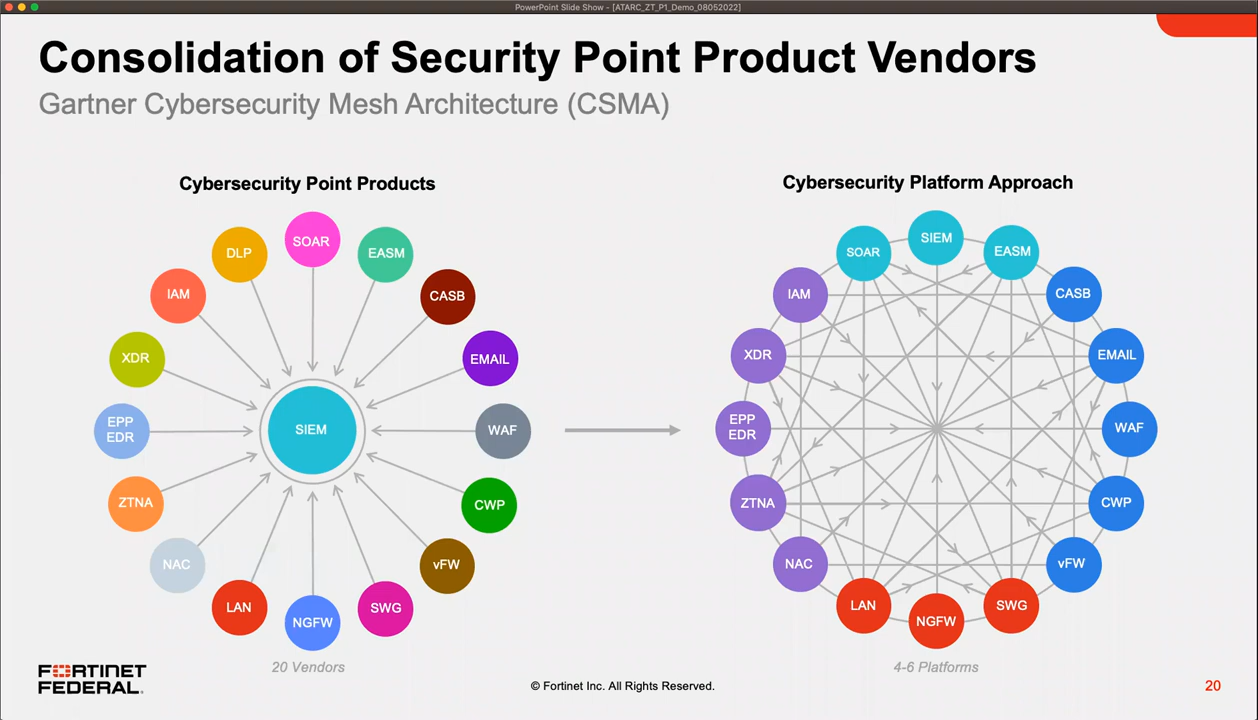 PowerPoint Slide Show - [ATARC_ZT_P1_Demo_08052022]
Consolidation of Security Point Product Vendors
Gartner Cybersecurity Mesh Architecture (CSMA)
Cybersecurity Point Products
SOAR
EASM
CASB
EMAIL
WAF
CWP
vFW
SWG
NGFW
LAN
NAC
ZTNA
EPP
EDR
XDR
IAM
DLP
SIEM
20 Vendors
Cybersecurity Platform Approach
SIEM
EASM
CASB
EMAIL
WAF
CWP
vFW
SWG
NGFW
LAN
NAC
ZTNA
EPP
EDR
XDR
IAM
SOAR
4-6 Platforms
FORTINET
FEDERAL
© Fortinet Inc. All Rights Reserved.
20